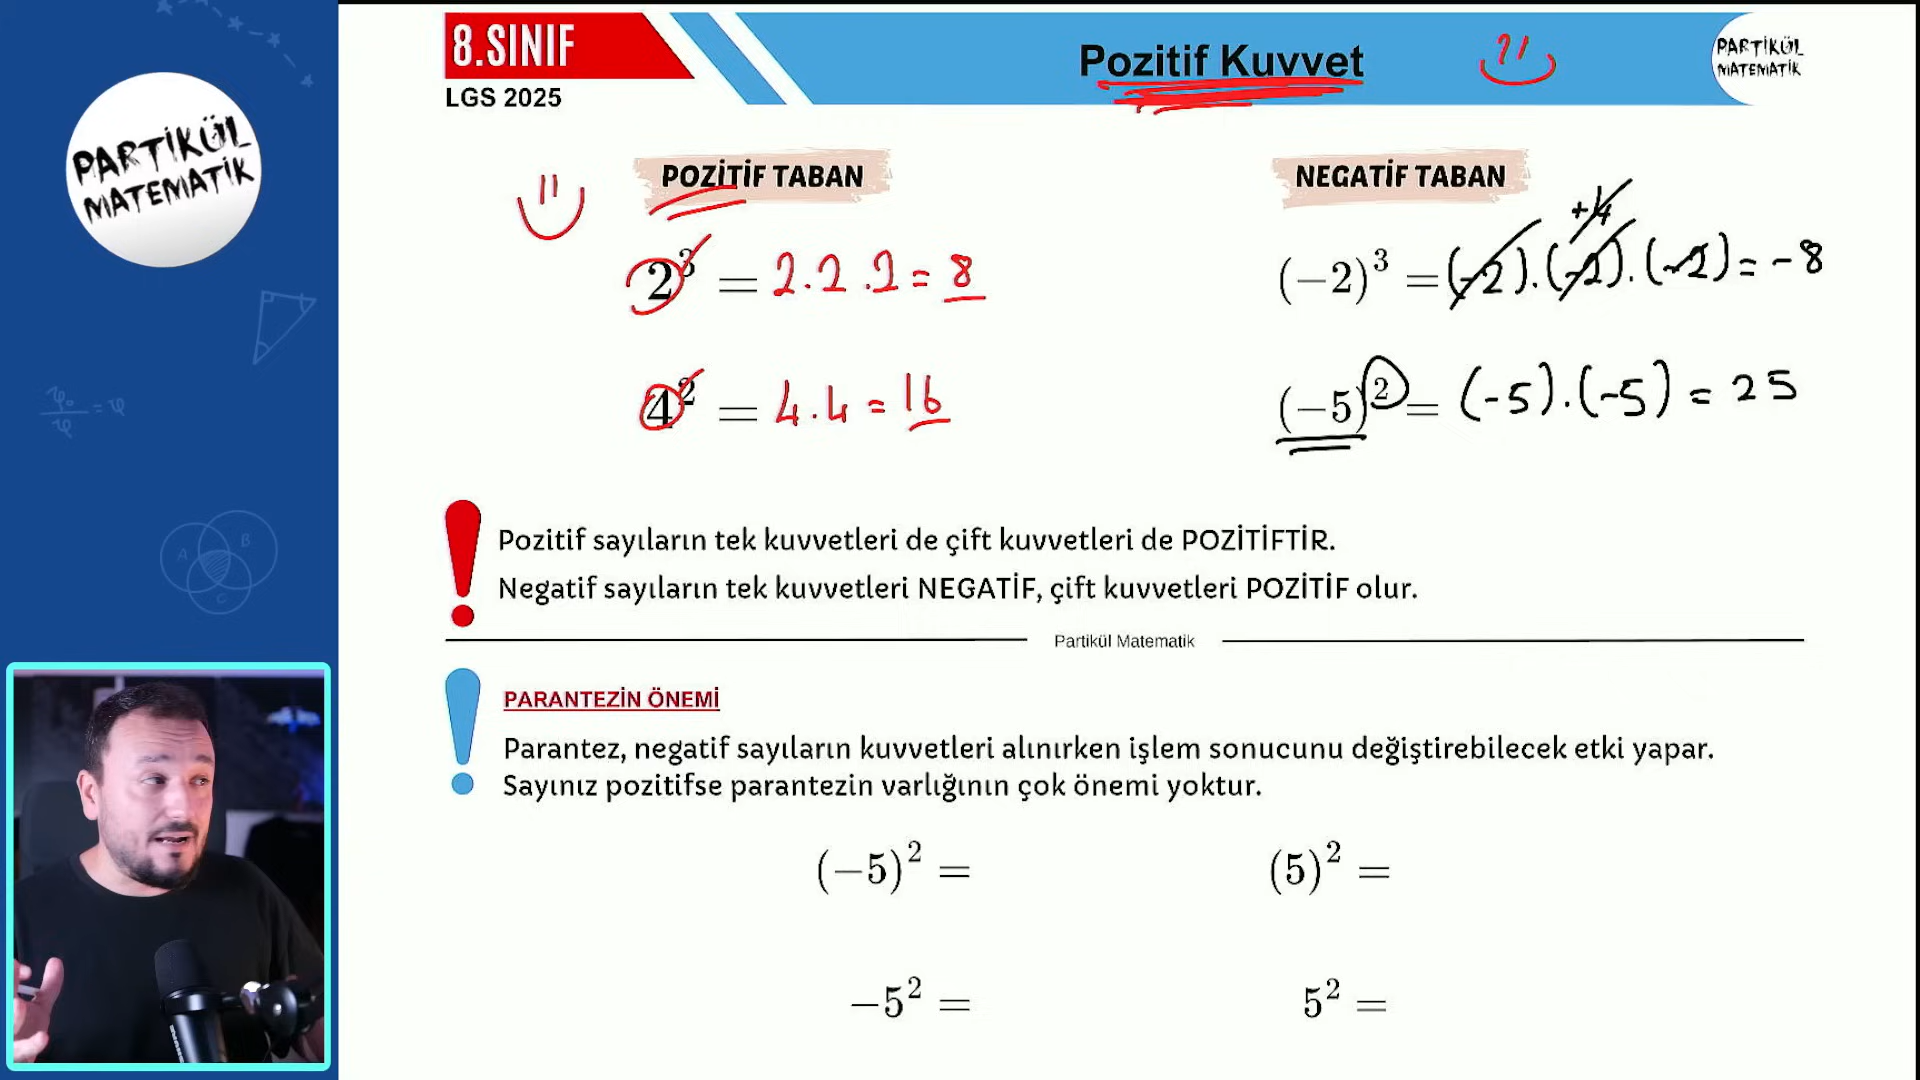 PARTİKÜL
MATEMATİK
8.SINIF
LGS 2025
Pozitif Kuvvet
PARTİKÜL
MATEMATİK
POZİTİF TABAN
2³ = 2.2.2 = 8
4² = 4.4 = 16
NEGATİF TABAN
+4
(−2)³ = (-2).(-2).(-2) = -8
(−5)² = (-5).(-5) = 25
Pozitif sayıların tek kuvvetleri de çift kuvvetleri de POZİTİFTİR.
Negatif sayıların tek kuvvetleri NEGATİF, çift kuvvetleri POZİTİF olur.
Partikül Matematik
PARANTEZİN ÖNEMİ
Parantez, negatif sayıların kuvvetleri alınırken işlem sonucunu değiştirebilecek etki yapar.
Sayınız pozitifse parantezin varlığının çok önemi yoktur.
(−5)² =
(5)² =
−5² =
5² =
A
B
C